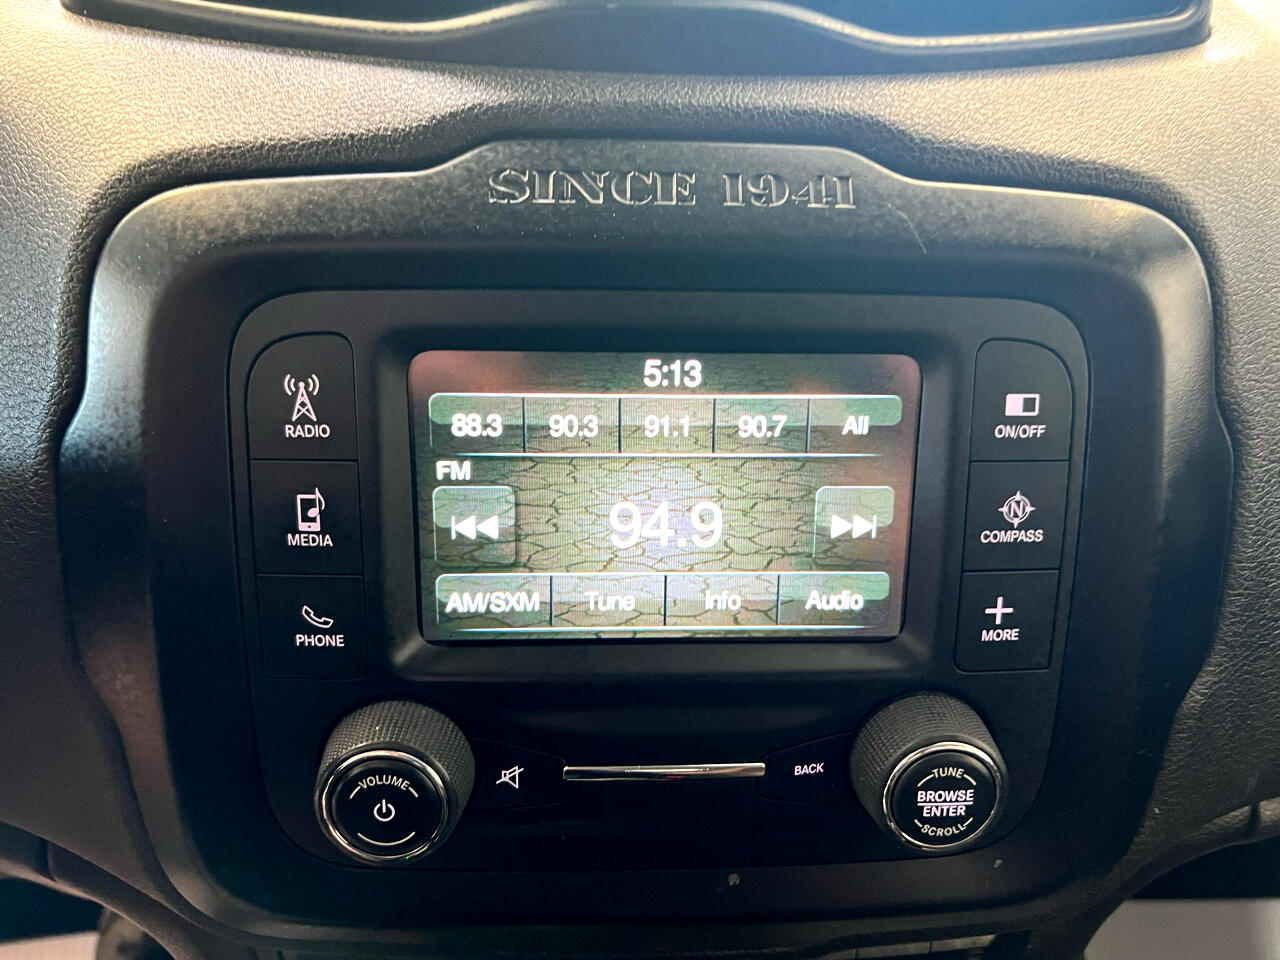 SINCE 1941
5:13
88.3 90.3 91.1 90.7 All
FM
94.9
AM/SXM Tune Info Audio
RADIO
MEDIA
PHONE
ON/OFF
N
COMPASS
MORE
VOLUME
BACK
TUNE
BROWSE
ENTER
SCROLL